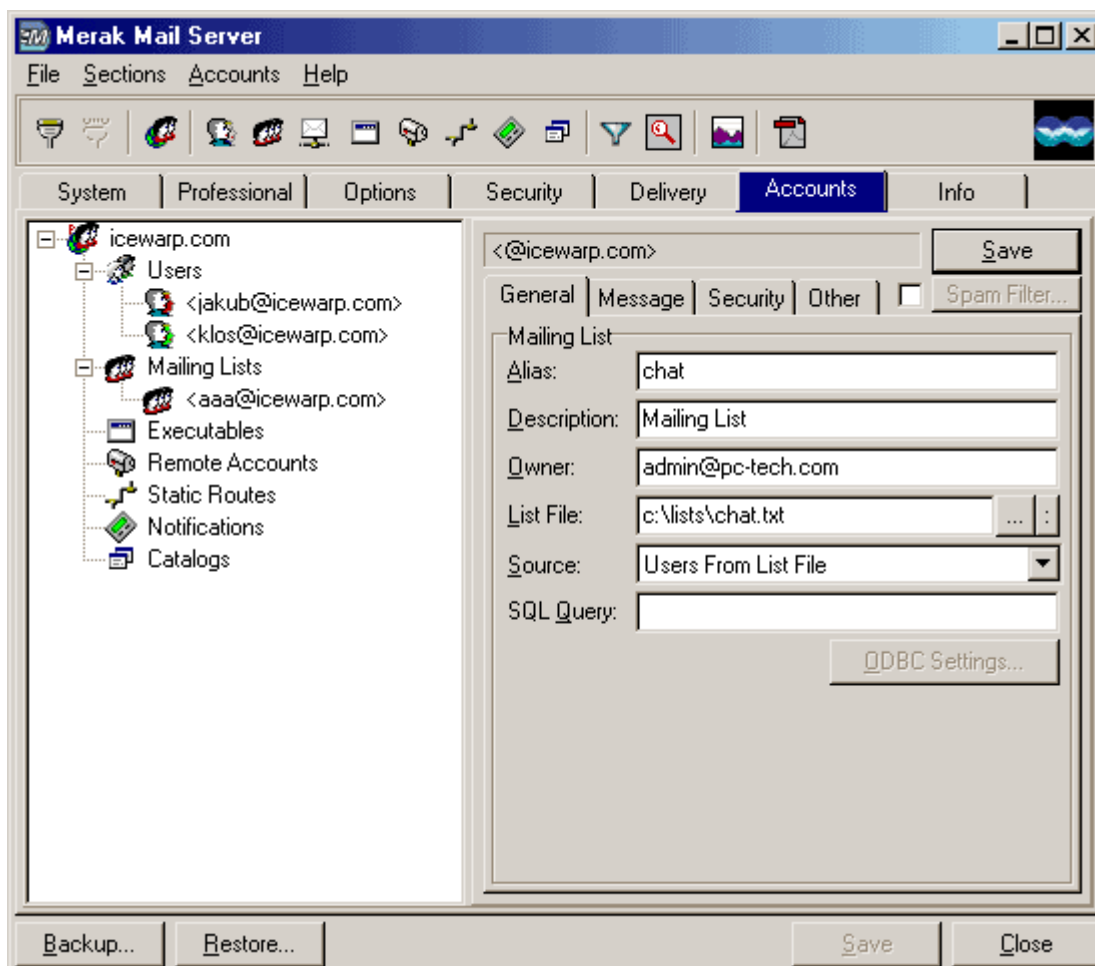 Merak Mail Server
File Sections Accounts Help
System Professional Options Security Delivery Accounts Info
icewarp.com
Users
<jakub@icewarp.com>
<klos@icewarp.com>
Mailing Lists
<aaa@icewarp.com>
Executables
Remote Accounts
Static Routes
Notifications
Catalogs
<@icewarp.com> Save
General Message Security Other Spam Filter...
Mailing List
Alias: chat
Description: Mailing List
Owner: admin@pc-tech.com
List File: c:\lists\chat.txt ... :
Source: Users From List File
SQL Query:
ODBC Settings...
Backup... Restore... Save Close